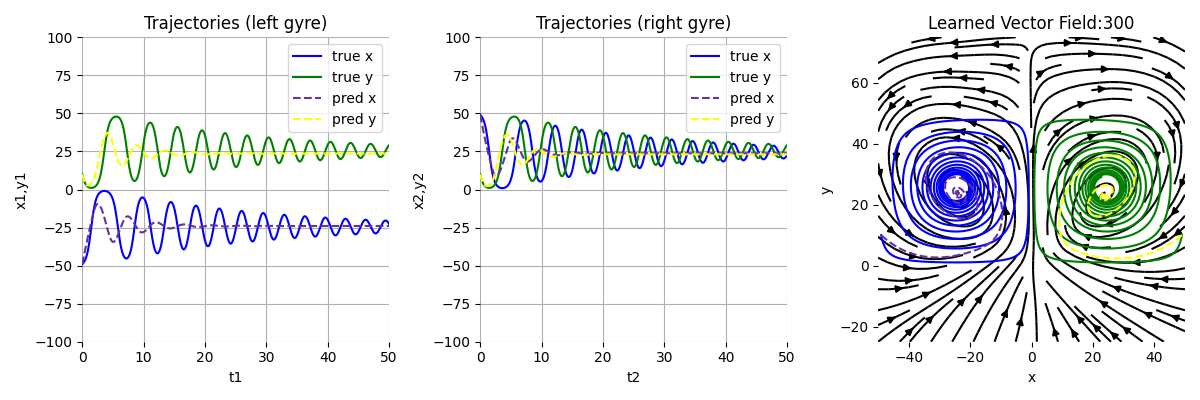 Trajectories (left gyre)
100
75
50
25
0
−25
−50
−75
−100
0 10 20 30 40 50
t1
x1,y1
true x
true y
pred x
pred y
Trajectories (right gyre)
100
75
50
25
0
−25
−50
−75
−100
0 10 20 30 40 50
t2
x2,y2
true x
true y
pred x
pred y
Learned Vector Field:300
60
40
20
0
−20
−40 −20 0 20 40
x
y